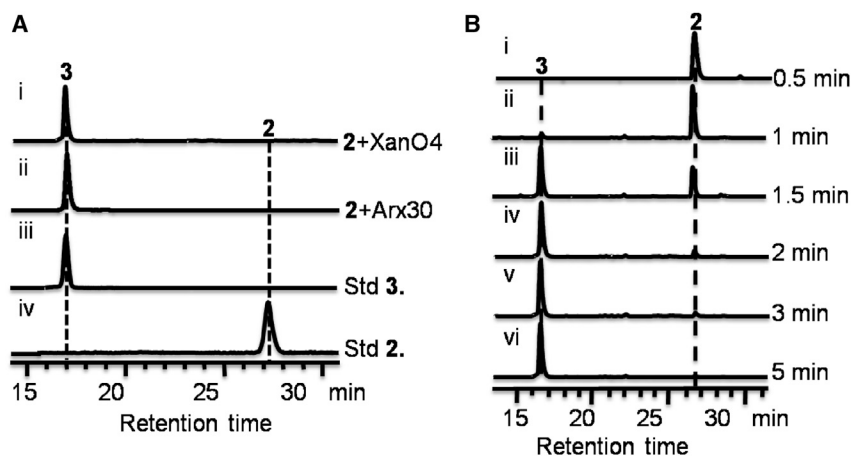 A
3
2
i
2+XanO4
ii
2+Arx30
iii
Std 3.
iv
Std 2.
15 20 25 30 min
Retention time
B
2
3
i
0.5 min
ii
1 min
iii
1.5 min
iv
2 min
v
3 min
vi
5 min
15 20 25 30 min
Retention time